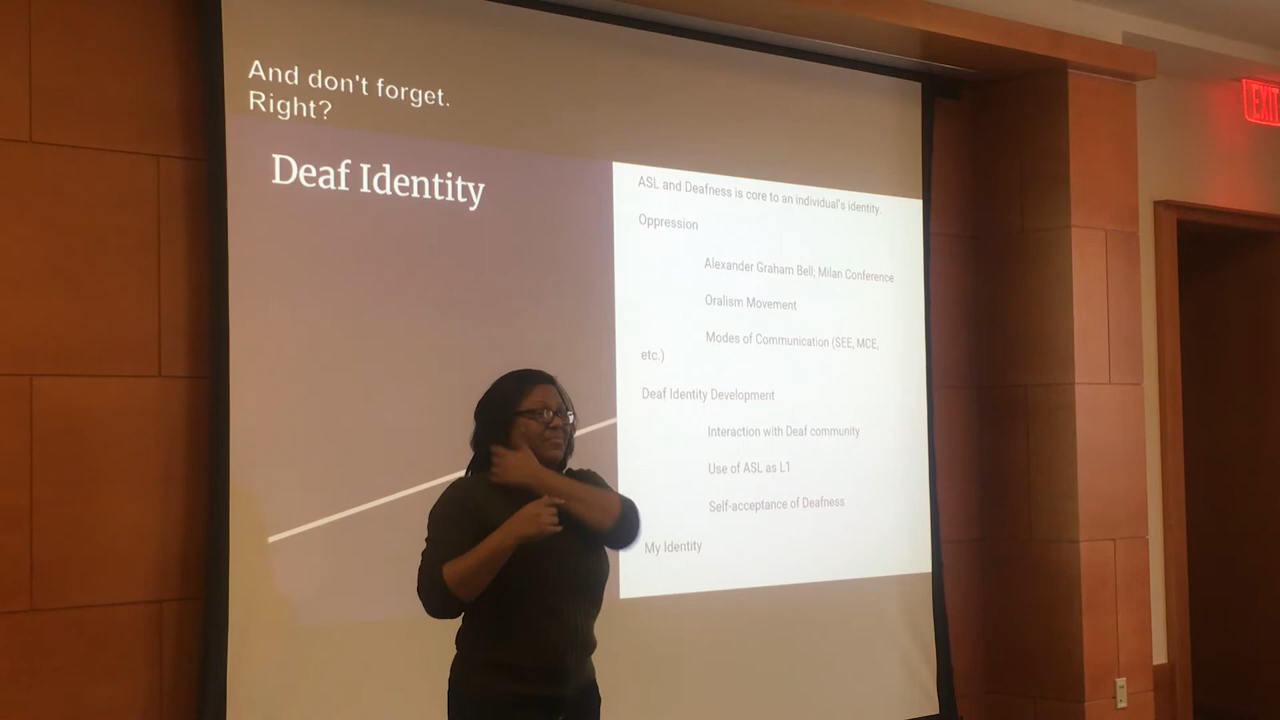 And don't forget.
Right?
Deaf Identity
ASL and Deafness is core to an individual's identity.
Oppression
Alexander Graham Bell; Milan Conference
Oralism Movement
Modes of Communication (SEE, MCE,
etc.)
Deaf Identity Development
Interaction with Deaf community
Use of ASL as L1
Self-acceptance of Deafness
My Identity
EXIT